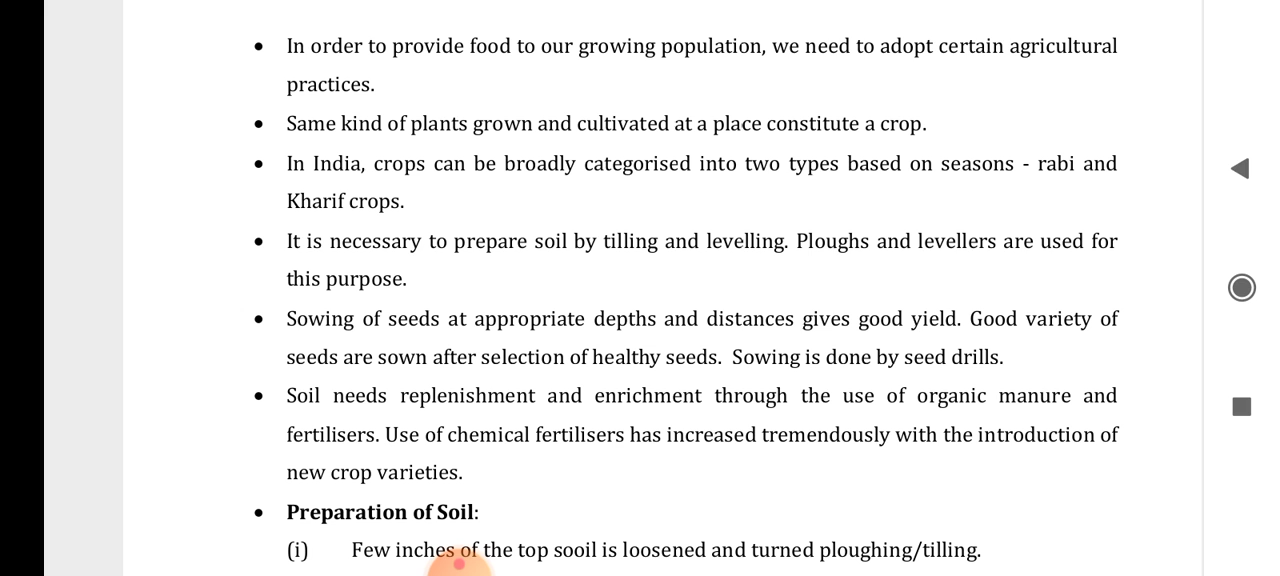 • In order to provide food to our growing population, we need to adopt certain agricultural
practices.
• Same kind of plants grown and cultivated at a place constitute a crop.
• In India, crops can be broadly categorised into two types based on seasons - rabi and
Kharif crops.
• It is necessary to prepare soil by tilling and levelling. Ploughs and levellers are used for
this purpose.
• Sowing of seeds at appropriate depths and distances gives good yield. Good variety of
seeds are sown after selection of healthy seeds. Sowing is done by seed drills.
• Soil needs replenishment and enrichment through the use of organic manure and
fertilisers. Use of chemical fertilisers has increased tremendously with the introduction of
new crop varieties.
• Preparation of Soil:
(i) Few inches of the top sooil is loosened and turned ploughing/tilling.